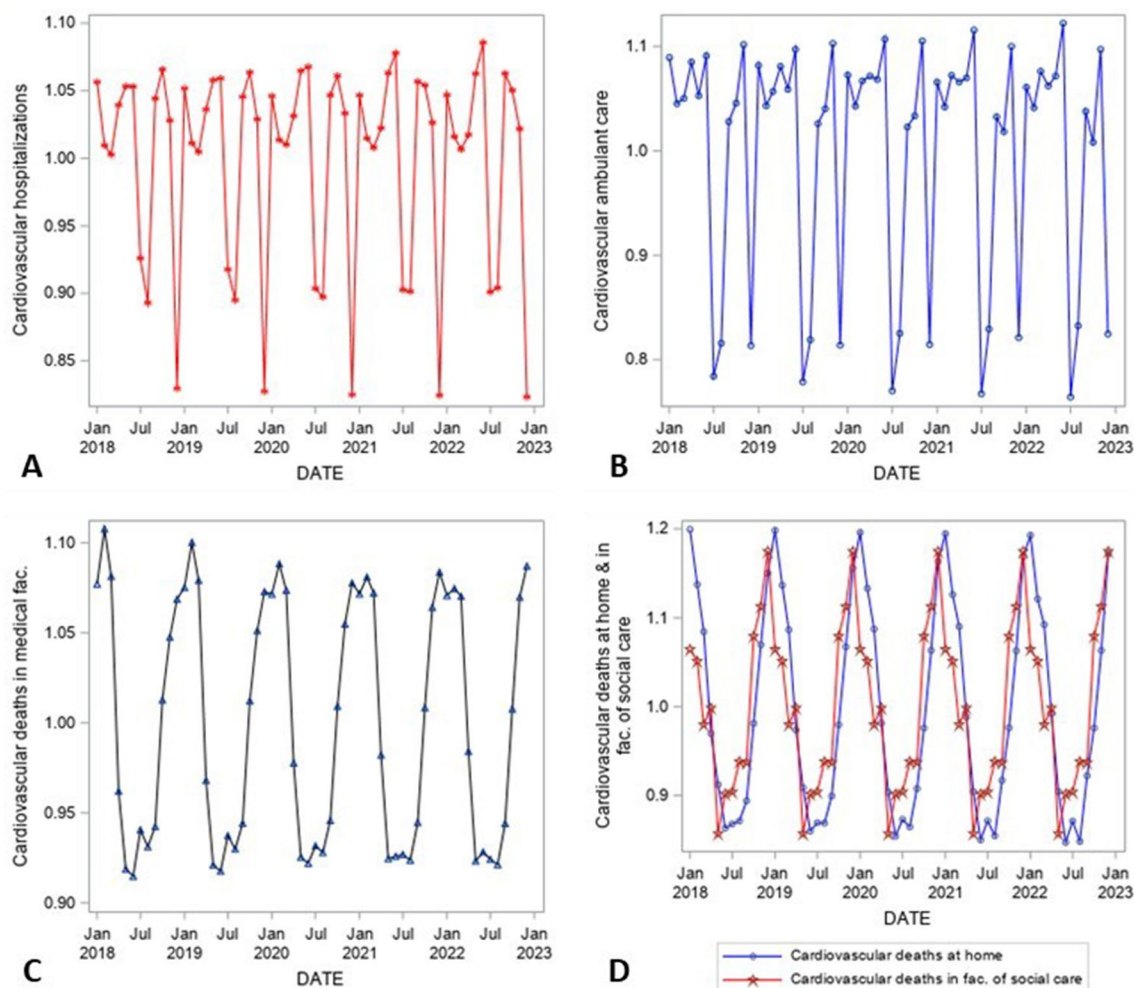 Cardiovascular hospitalizations
1.10
1.05
1.00
0.95
0.90
0.85
Jan Jul Jan Jul Jan Jul Jan Jul Jan Jul Jan
2018 2019 2020 2021 2022 2023
DATE
A
Cardiovascular ambulant care
1.1
1.0
0.9
0.8
Jan Jul Jan Jul Jan Jul Jan Jul Jan Jul Jan
2018 2019 2020 2021 2022 2023
DATE
B
Cardiovascular deaths in medical fac.
1.10
1.05
1.00
0.95
0.90
Jan Jul Jan Jul Jan Jul Jan Jul Jan Jul Jan
2018 2019 2020 2021 2022 2023
DATE
C
Cardiovascular deaths at home & in
fac. of social care
1.2
1.1
1.0
0.9
Jan Jul Jan Jul Jan Jul Jan Jul Jan Jul Jan
2018 2019 2020 2021 2022 2023
DATE
D
Cardiovascular deaths at home
Cardiovascular deaths in fac. of social care